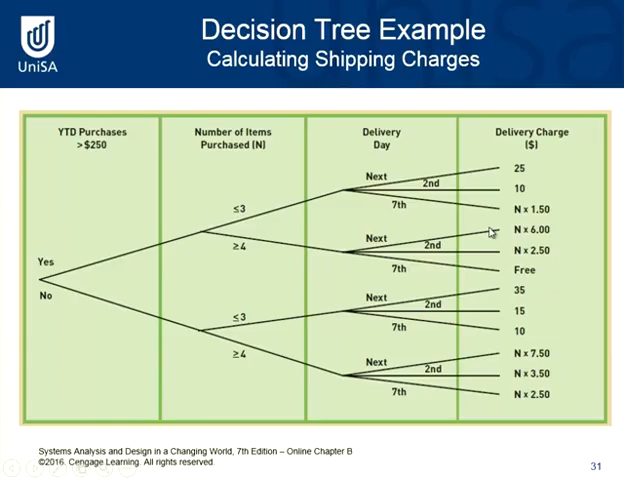 Decision Tree Example
Calculating Shipping Charges
UniSA
YTD Purchases
>$250
Number of Items
Purchased (N)
Delivery
Day
Delivery Charge
($)
Yes
No
≤3
≥4
≤3
≥4
Next
2nd
7th
Next
2nd
7th
Next
2nd
7th
Next
2nd
7th
25
10
N x 1.50
N x 6.00
N x 2.50
Free
35
15
10
N x 7.50
N x 3.50
N x 2.50
Systems Analysis and Design in a Changing World, 7th Edition – Online Chapter B
©2016. Cengage Learning. All rights reserved.
31